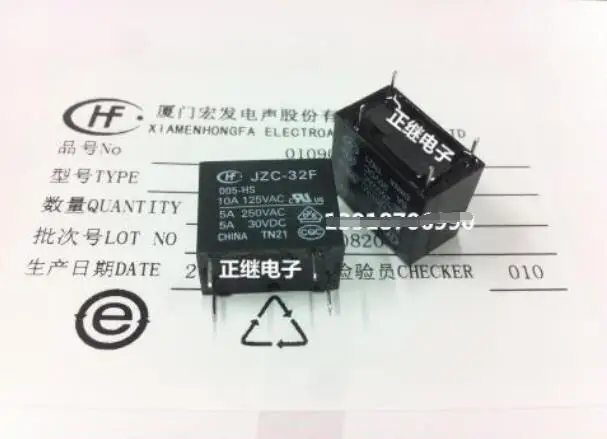 HF 厦门宏发电声股份有
XIAMENHONGFA ELECTROA
品号No 0109
型号TYPE
数量QUANTITY
批次号LOT NO 0820
生产日期DATE 2 检验员CHECKER 010
HF JZC-32F
005-HS
10A 125VAC
5A 250VAC
5A 30VDC
CHINA TN21 CQC
正继电子
正继电子